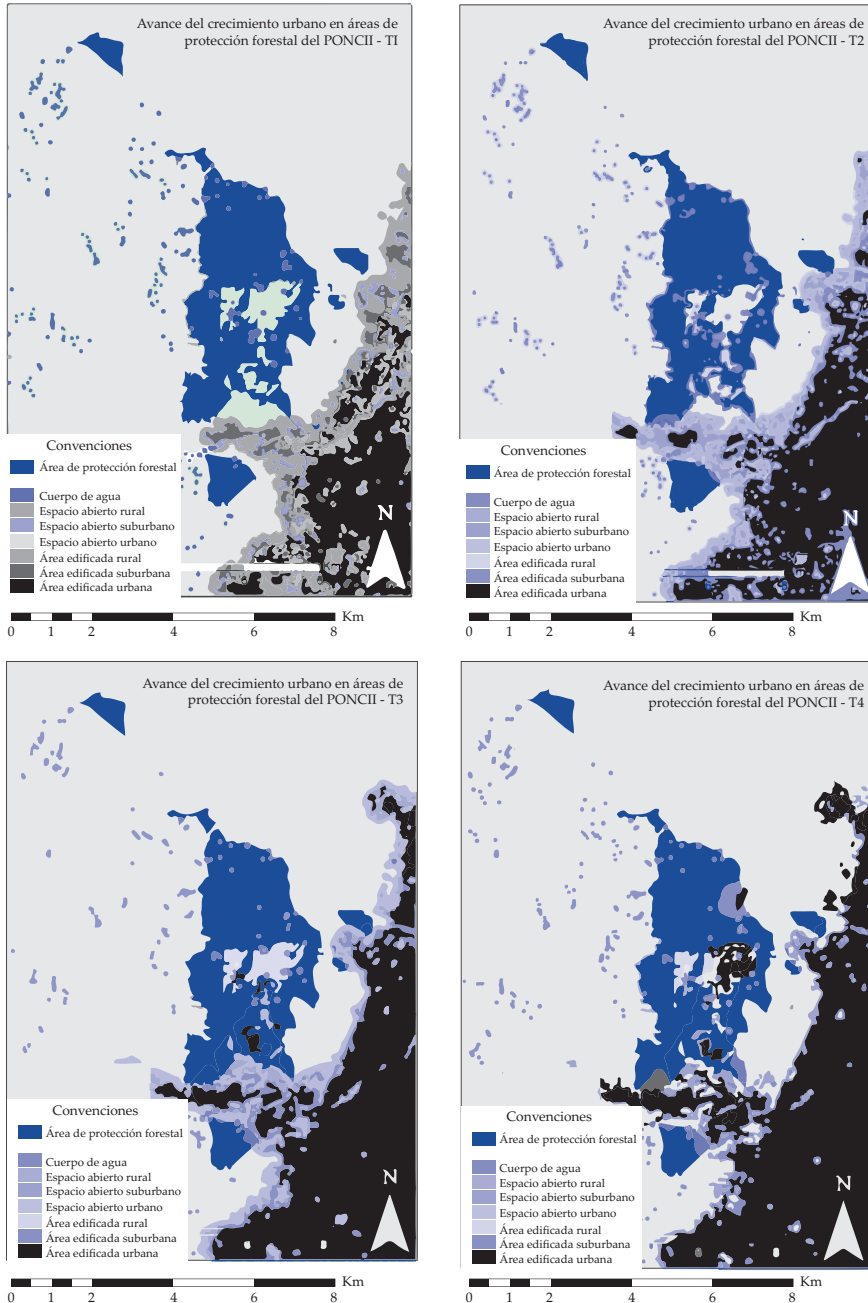 Avance del crecimiento urbano en áreas de
protección forestal del PONCII - TI
Convenciones
Área de protección forestal
Cuerpo de agua
Espacio abierto rural
Espacio abierto suburbano
Espacio abierto urbano
Área edificada rural
Área edificada suburbana
Área edificada urbana
N
Km
0 1 2 4 6 8
Avance del crecimiento urbano en áreas de
protección forestal del PONCII - T2
Convenciones
Área de protección forestal
Cuerpo de agua
Espacio abierto rural
Espacio abierto suburbano
Espacio abierto urbano
Área edificada rural
Área edificada suburbana
Área edificada urbana
N
Km
0 1 2 4 6 8
Avance del crecimiento urbano en áreas de
protección forestal del PONCII - T3
Convenciones
Área de protección forestal
Cuerpo de agua
Espacio abierto rural
Espacio abierto suburbano
Espacio abierto urbano
Área edificada rural
Área edificada suburbana
Área edificada urbana
N
Km
0 1 2 4 6 8
Avance del crecimiento urbano en áreas de
protección forestal del PONCII - T4
Convenciones
Área de protección forestal
Cuerpo de agua
Espacio abierto rural
Espacio abierto suburbano
Espacio abierto urbano
Área edificada rural
Área edificada suburbana
Área edificada urbana
N
Km
0 1 2 4 6 8